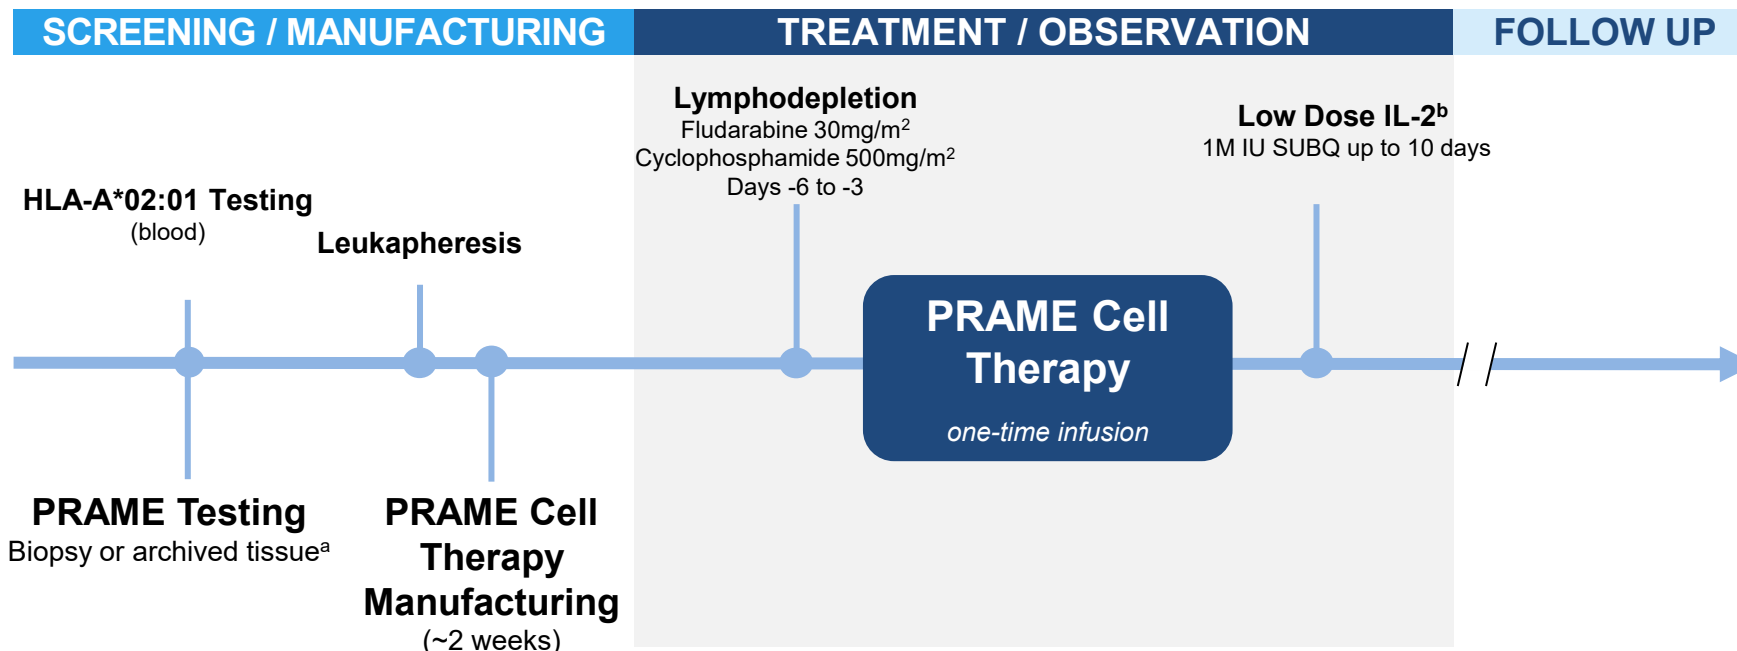 SCREENING / MANUFACTURING
TREATMENT / OBSERVATION
FOLLOW UP
HLA-A*02:01 Testing
(blood)
Leukapheresis
Lymphodepletion
Fludarabine 30mg/m²
Cyclophosphamide 500mg/m²
Days -6 to -3
Low Dose IL-2ᵇ
1M IU SUBQ up to 10 days
PRAME Cell
Therapy
one-time infusion
PRAME Testing
Biopsy or archived tissueᵃ
PRAME Cell
Therapy
Manufacturing
(~2 weeks)